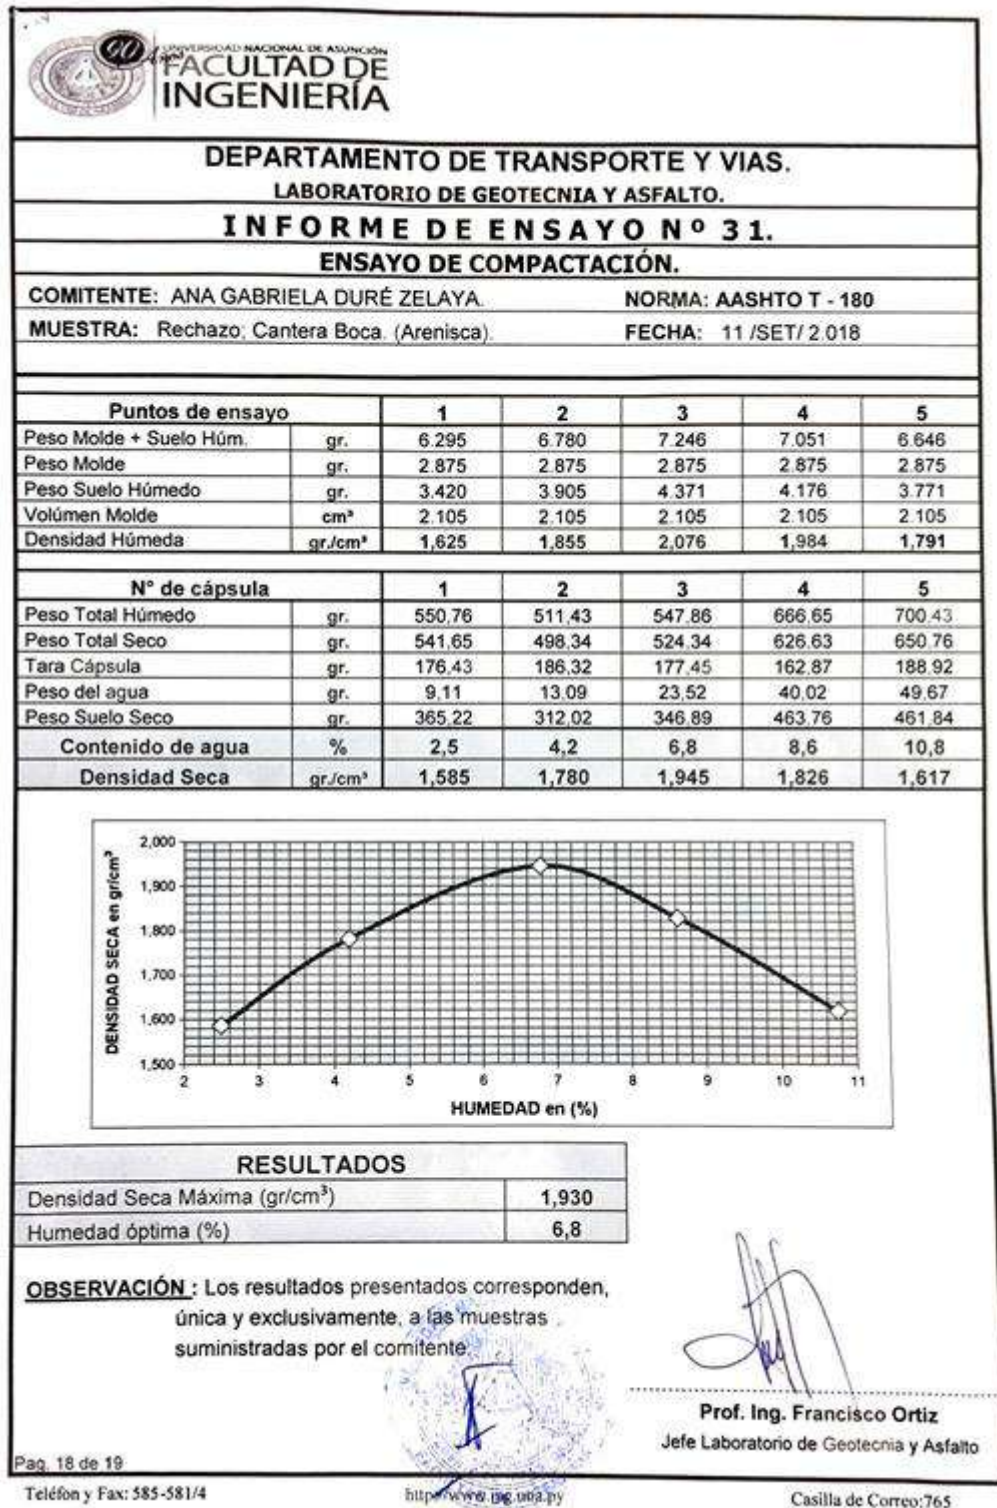 GO Años
UNIVERSIDAD NACIONAL DE ASUNCIÓN
FACULTAD DE
INGENIERÍA
DEPARTAMENTO DE TRANSPORTE Y VIAS.
LABORATORIO DE GEOTECNIA Y ASFALTO.
INFORME DE ENSAYO Nº 31.
ENSAYO DE COMPACTACIÓN.
COMITENTE: ANA GABRIELA DURÉ ZELAYA. NORMA: AASHTO T - 180
MUESTRA: Rechazo; Cantera Boca. (Arenisca). FECHA: 11 /SET/ 2.018
Puntos de ensayo 1 2 3 4 5
Peso Molde + Suelo Húm. gr. 6.295 6.780 7.246 7.051 6.646
Peso Molde gr. 2.875 2.875 2.875 2.875 2.875
Peso Suelo Húmedo gr. 3.420 3.905 4.371 4.176 3.771
Volúmen Molde cm³ 2.105 2.105 2.105 2.105 2.105
Densidad Húmeda gr./cm³ 1,625 1,855 2,076 1,984 1,791
N° de cápsula 1 2 3 4 5
Peso Total Húmedo gr. 550,76 511,43 547,86 666,65 700,43
Peso Total Seco gr. 541,65 498,34 524,34 626,63 650,76
Tara Cápsula gr. 176,43 186,32 177,45 162,87 188,92
Peso del agua gr. 9,11 13,09 23,52 40,02 49,67
Peso Suelo Seco gr. 365,22 312,02 346,89 463,76 461,84
Contenido de agua % 2,5 4,2 6,8 8,6 10,8
Densidad Seca gr./cm³ 1,585 1,780 1,945 1,826 1,617
DENSIDAD SECA en gr/cm³
2,000
1,900
1,800
1,700
1,600
1,500
2 3 4 5 6 7 8 9 10 11
HUMEDAD en (%)
RESULTADOS
Densidad Seca Máxima (gr/cm³) 1,930
Humedad óptima (%) 6,8
OBSERVACIÓN : Los resultados presentados corresponden,
única y exclusivamente, a las muestras
suministradas por el comitente.
Prof. Ing. Francisco Ortiz
Jefe Laboratorio de Geotecnia y Asfalto
Pag. 18 de 19
Teléfon y Fax: 585-581/4 http://www.ing.una.py Casilla de Correo:765